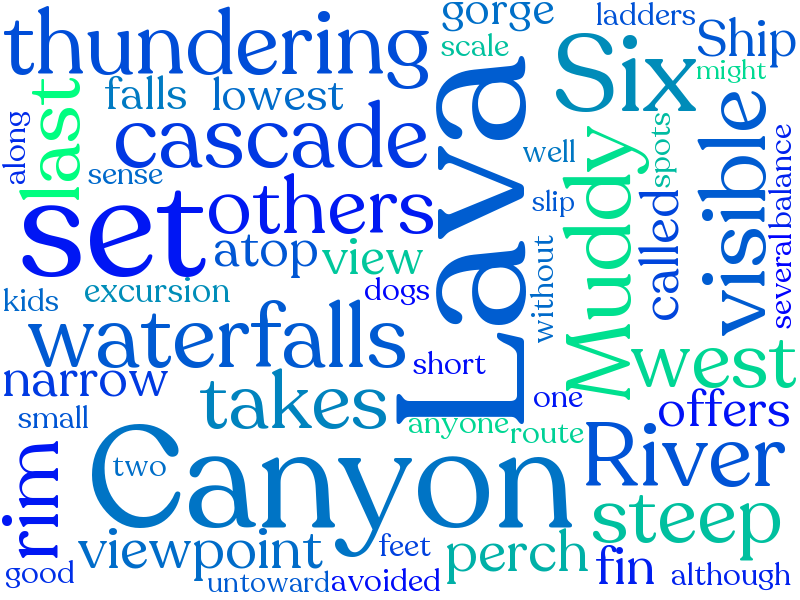 thundering
gorge
ladders
Ship
scale
might
Six
falls
lowest
last
along
cascade
Lava
visible
well
sense
Muddy
spots
set
others
slip
balance
atop
view
called
several
kids
excursion
dogs
without
waterfalls
short
west
narrow
takes
one
offers
small
anyone
route
Canyon
two
River
rim
steep
viewpoint
feet
perch
fin
good
untoward
avoided
although